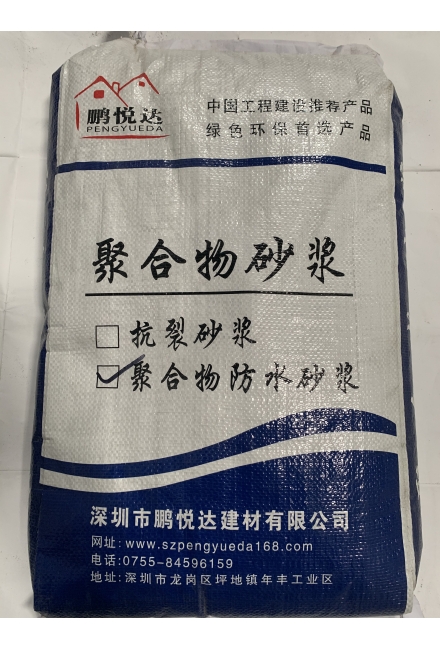 鹏悦达
PENGYUEDA
中国工程建设推荐产品
绿色环保首选产品
聚合物砂浆
抗裂砂浆
聚合物防水砂浆
深圳市鹏悦达建材有限公司
网址:www.szpengyueda168.com
电话:0755-84596159
地址:深圳市龙岗区坪地镇年丰工业区